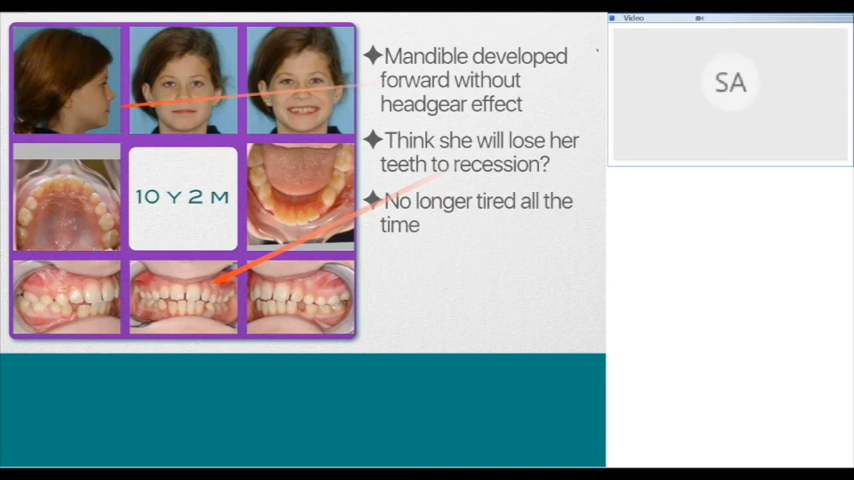 Video
SA
✦Mandible developed
forward without
headgear effect
✦Think she will lose her
teeth to recession?
✦No longer tired all the
time
10 Y 2 M